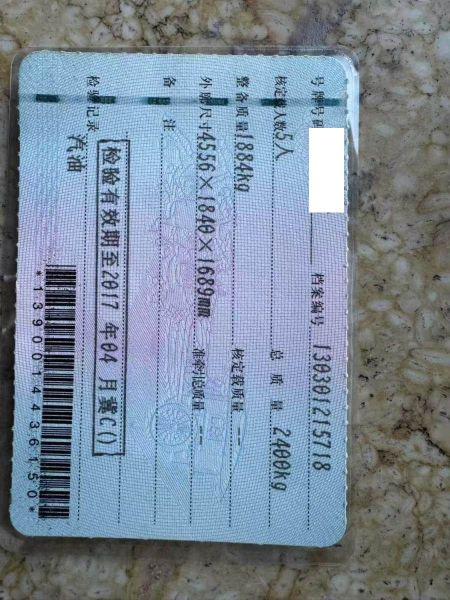 号牌号码 档案编号 130301215718
核定载人数 5人 总质量 2400kg
整备质量 1884kg 核定载质量 --
外廓尺寸 4556×1840×1689mm 准牵引总质量 --
备注
检验有效期至2017年04月冀C()
检验记录
汽油
*1390014436150*